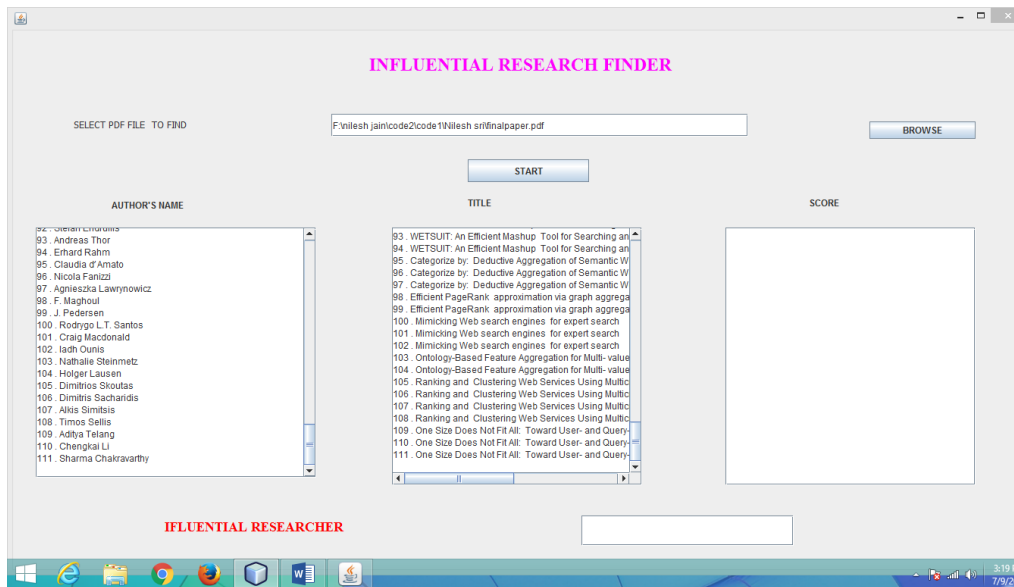 INFLUENTIAL RESEARCH FINDER
SELECT PDF FILE TO FIND
F:\nilesh jain\code2\code1\Nilesh sri\finalpaper.pdf
BROWSE
START
AUTHOR'S NAME
TITLE
SCORE
93 . Andreas Thor
94 . Erhard Rahm
95 . Claudia d'Amato
96 . Nicola Fanizzi
97 . Agnieszka Lawrynowicz
98 . F. Maghoul
99 . J. Pedersen
100 . Rodrygo L.T. Santos
101 . Craig Macdonald
102 . Iadh Ounis
103 . Nathalie Steinmetz
104 . Holger Lausen
105 . Dimitrios Skoutas
106 . Dimitris Sacharidis
107 . Alkis Simitsis
108 . Timos Sellis
109 . Aditya Telang
110 . Chengkai Li
111 . Sharma Chakravarthy
93 . WETSUIT: An Efficient Mashup Tool for Searching an
94 . WETSUIT: An Efficient Mashup Tool for Searching an
95 . Categorize by: Deductive Aggregation of Semantic W
96 . Categorize by: Deductive Aggregation of Semantic W
97 . Categorize by: Deductive Aggregation of Semantic W
98 . Efficient PageRank approximation via graph aggrega
99 . Efficient PageRank approximation via graph aggrega
100 . Mimicking Web search engines for expert search
101 . Mimicking Web search engines for expert search
102 . Mimicking Web search engines for expert search
103 . Ontology-Based Feature Aggregation for Multi- value
104 . Ontology-Based Feature Aggregation for Multi- value
105 . Ranking and Clustering Web Services Using Multic
106 . Ranking and Clustering Web Services Using Multic
107 . Ranking and Clustering Web Services Using Multic
108 . Ranking and Clustering Web Services Using Multic
109 . One Size Does Not Fit All: Toward User- and Query-
110 . One Size Does Not Fit All: Toward User- and Query-
111 . One Size Does Not Fit All: Toward User- and Query-
IFLUENTIAL RESEARCHER
3:19
7/9/2